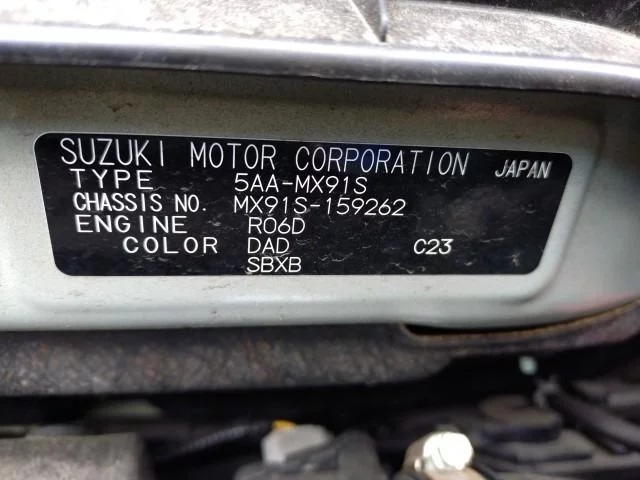 SUZUKI MOTOR CORPORATION JAPAN
TYPE 5AA-MX91S
CHASSIS NO. MX91S-159262
ENGINE R06D
COLOR DAD C23
SBXB